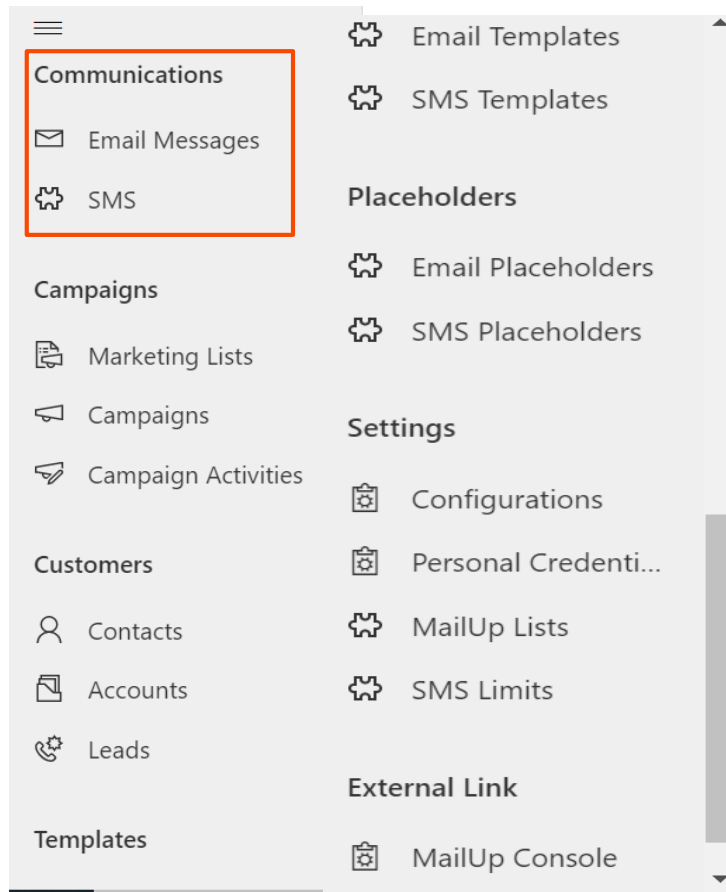 Communications
Email Messages
SMS
Campaigns
Marketing Lists
Campaigns
Campaign Activities
Customers
Contacts
Accounts
Leads
Templates
Email Templates
SMS Templates
Placeholders
Email Placeholders
SMS Placeholders
Settings
Configurations
Personal Credenti...
MailUp Lists
SMS Limits
External Link
MailUp Console